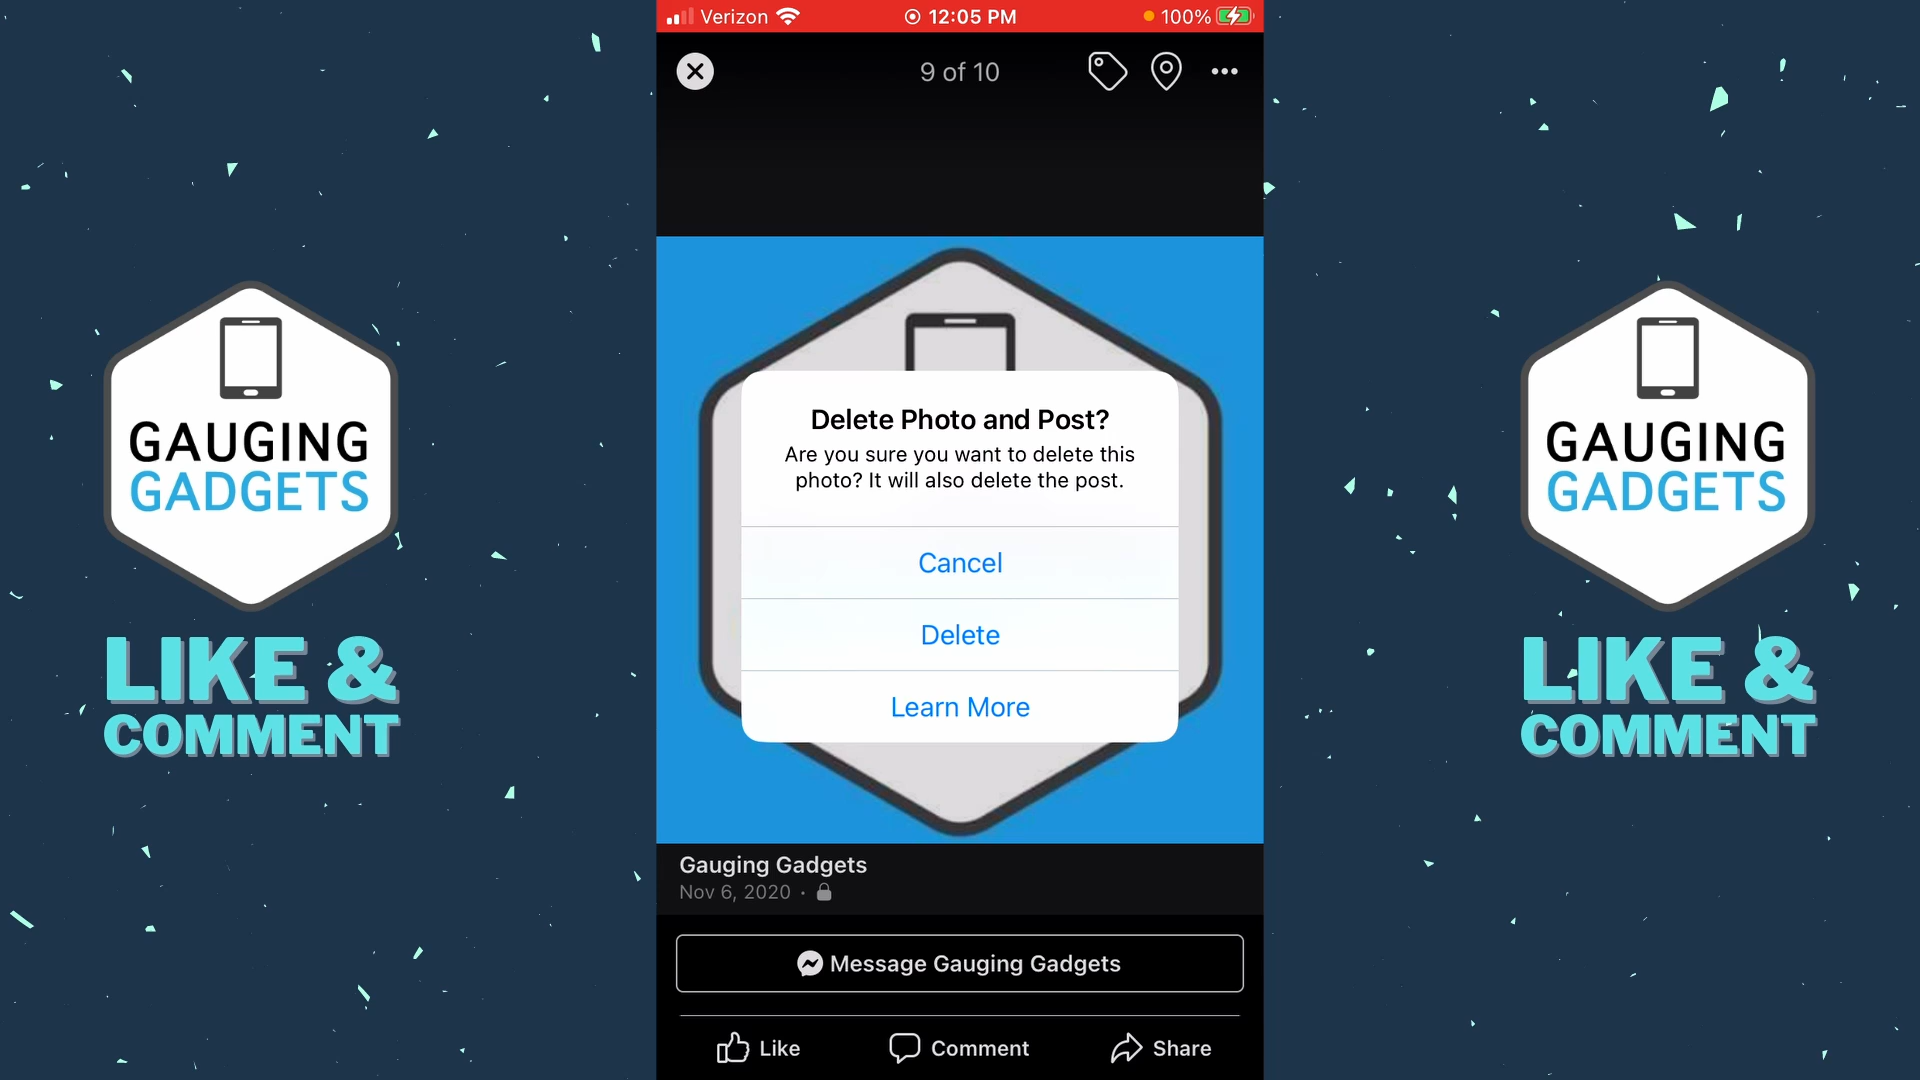 Verizon 12:05 PM 100%
9 of 10
GAUGING
GADGETS
LIKE &
COMMENT
Delete Photo and Post?
Are you sure you want to delete this
photo? It will also delete the post.
Cancel
Delete
Learn More
Gauging Gadgets
Nov 6, 2020 ·
Message Gauging Gadgets
Like Comment Share
GAUGING
GADGETS
LIKE &
COMMENT